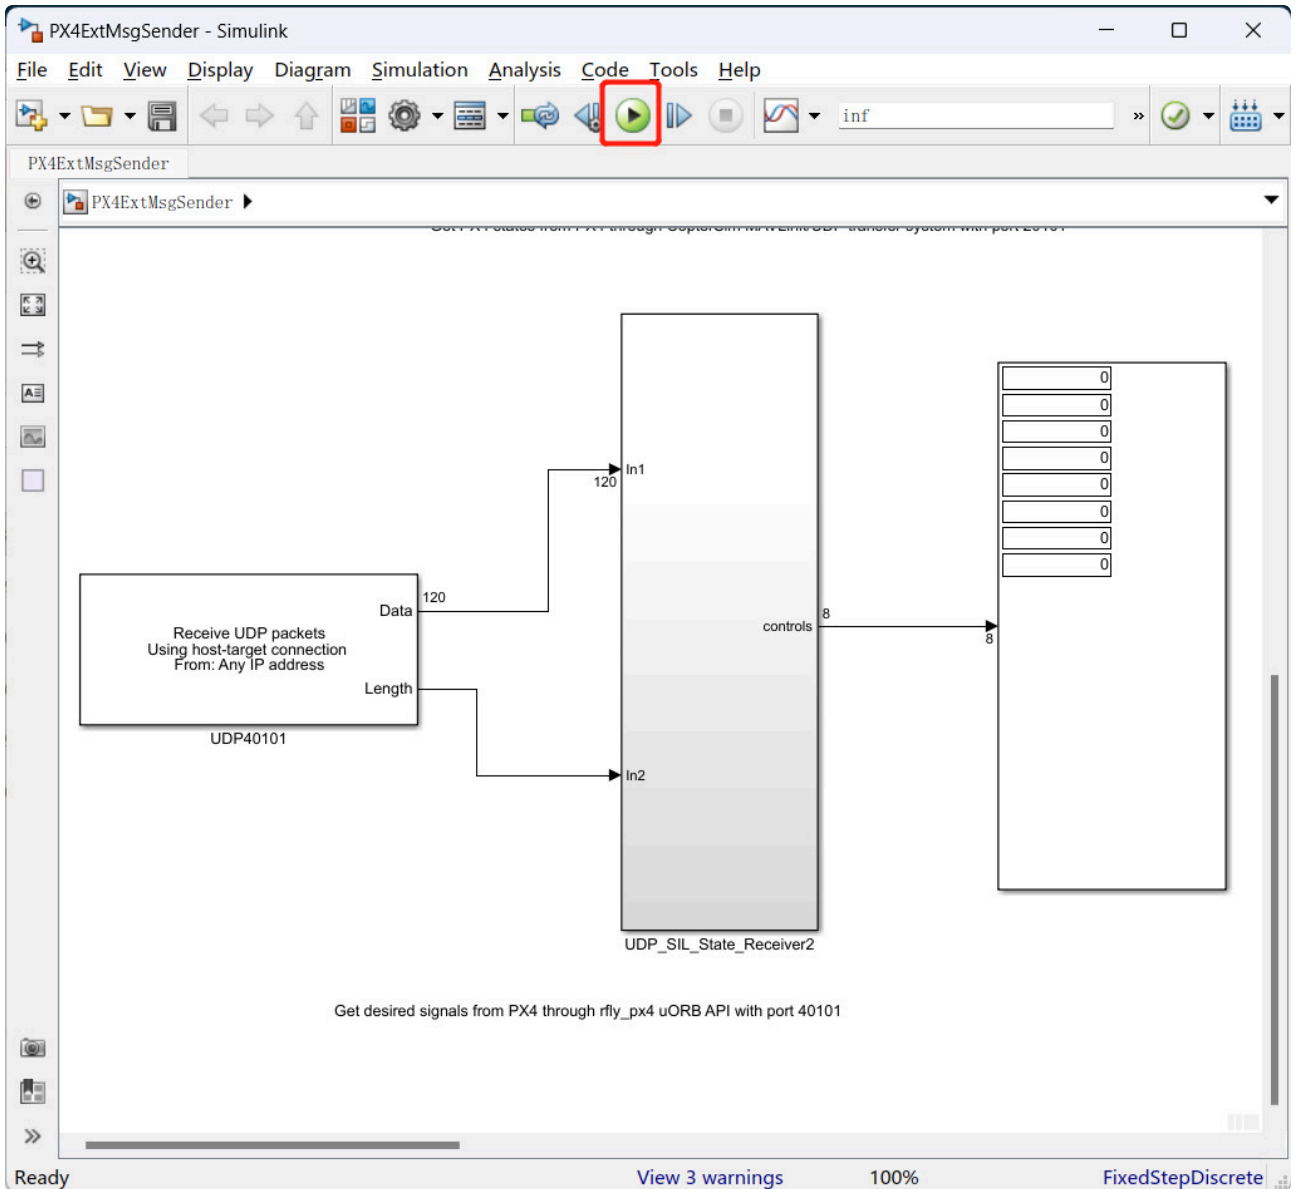 PX4ExtMsgSender - Simulink
File Edit View Display Diagram Simulation Analysis Code Tools Help
inf
»
PX4ExtMsgSender
PX4ExtMsgSender
0
0
0
0
0
0
0
0
In1
120
120
Data
Receive UDP packets
Using host-target connection
From: Any IP address
8
controls
8
Length
UDP40101
In2
UDP_SIL_State_Receiver2
Get desired signals from PX4 through rfly_px4 uORB API with port 40101
Ready
View 3 warnings
100%
FixedStepDiscrete